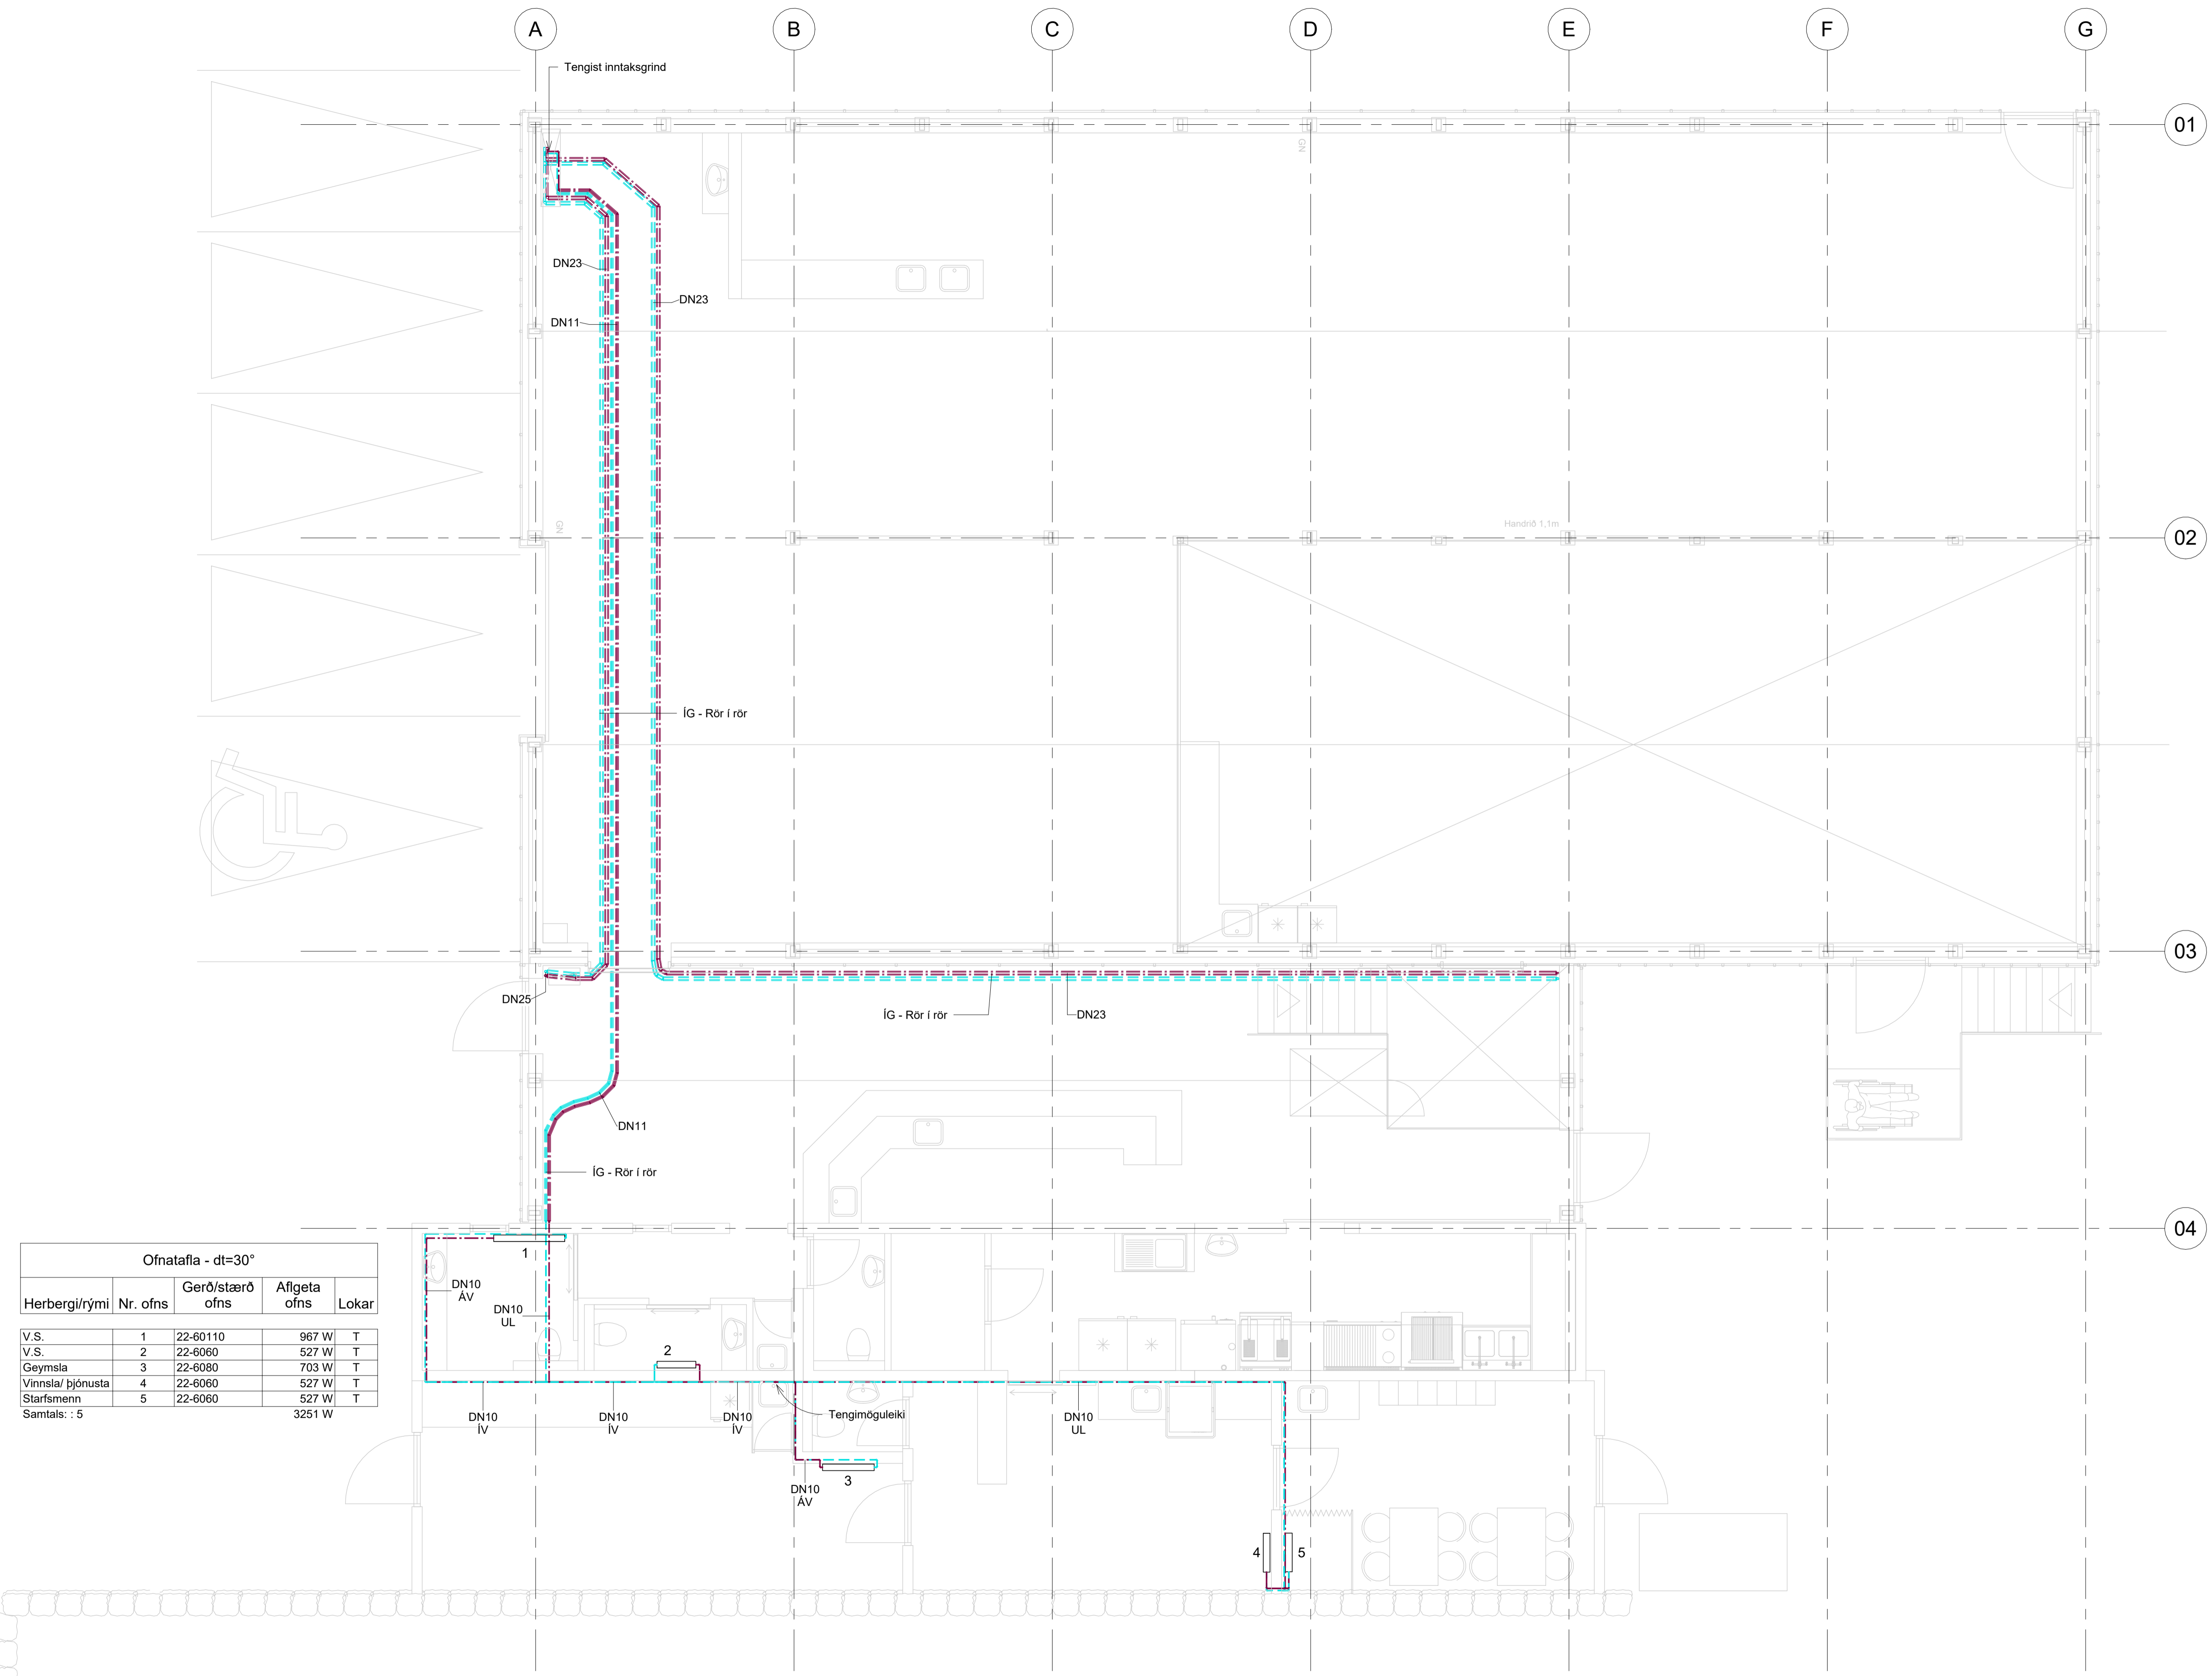 A
B
C
D
E
F
G
Tengist inntaksgrind
01
GN
DN23
DN23
DN11
ÍG - Rör í rör
GN
Handrið 1,1m
02
03
DN25
ÍG - Rör í rör
DN23
DN11
ÍG - Rör í rör
04
Ofnatafla - dt=30°
Herbergi/rými Nr. ofns Gerð/stærð ofns Aflgeta ofns Lokar
V.S. 1 22-60110 967 W T
V.S. 2 22-6060 527 W T
Geymsla 3 22-6080 703 W T
Vinnsla/ þjónusta 4 22-6060 527 W T
Starfsmenn 5 22-6060 527 W T
Samtals: : 5 3251 W
1
DN10
ÁV
DN10
UL
2
DN10
ÍV
DN10
ÍV
DN10
ÍV
Tengimöguleiki
DN10
UL
3
DN10
ÁV
4
5